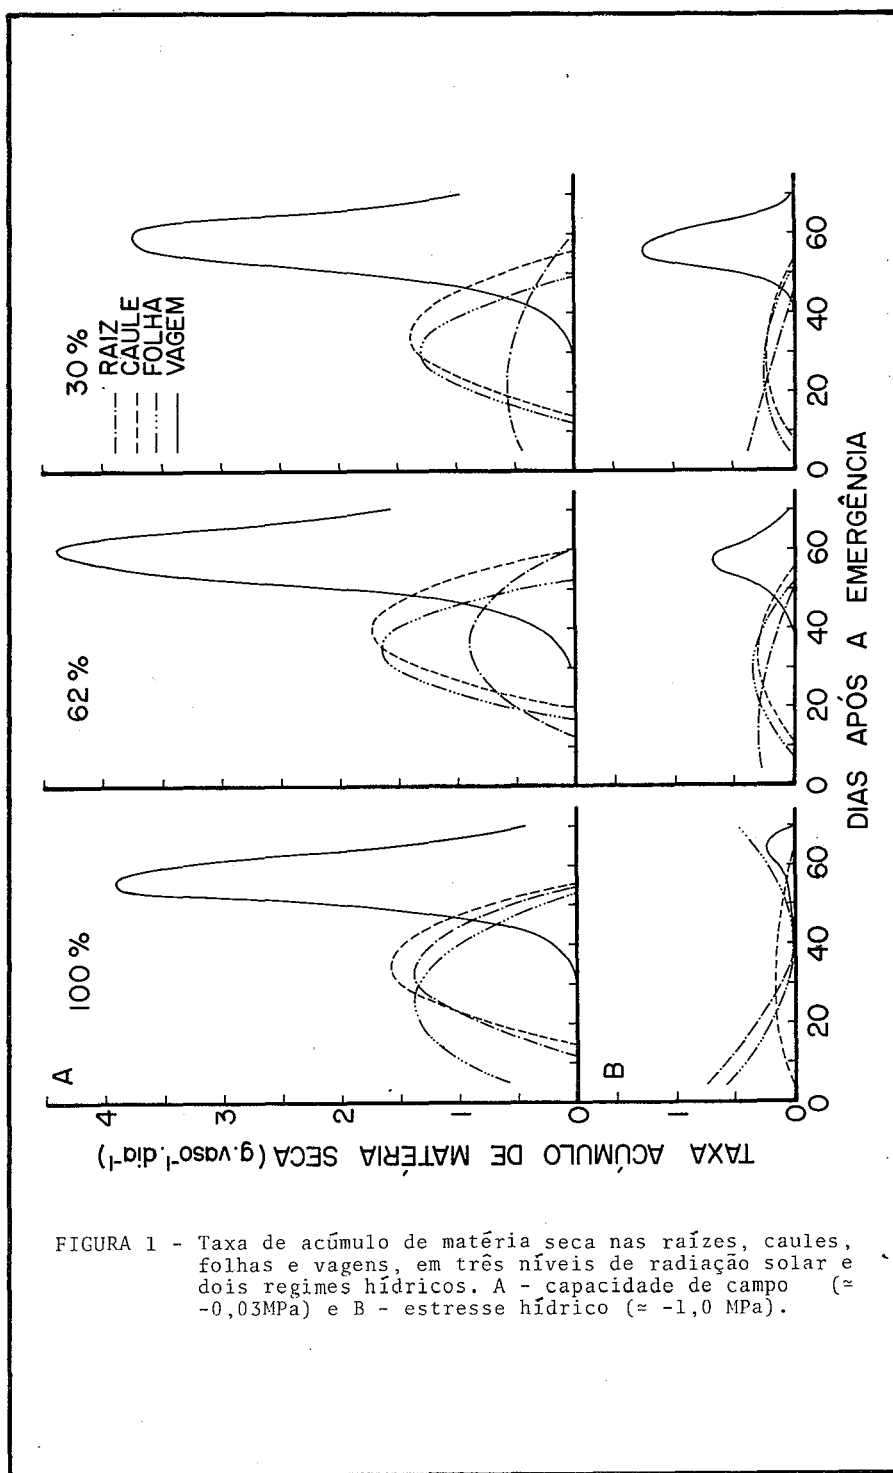 A
100%
62%
30%
RAIZ
CAULE
FOLHA
VAGEM
4
3
2
1
0
B
1
0
0
20
40
60
0
20
40
60
0
20
40
60
TAXA ACÚMULO DE MATÉRIA SECA (g.vaso⁻¹.dia⁻¹)
DIAS APÓS A EMERGÊNCIA
FIGURA 1 - Taxa de acúmulo de matéria seca nas raízes, caules,
folhas e vagens, em três níveis de radiação solar e
dois regimes hídricos. A - capacidade de campo (≃
-0,03MPa) e B - estresse hídrico (≃ -1,0 MPa).